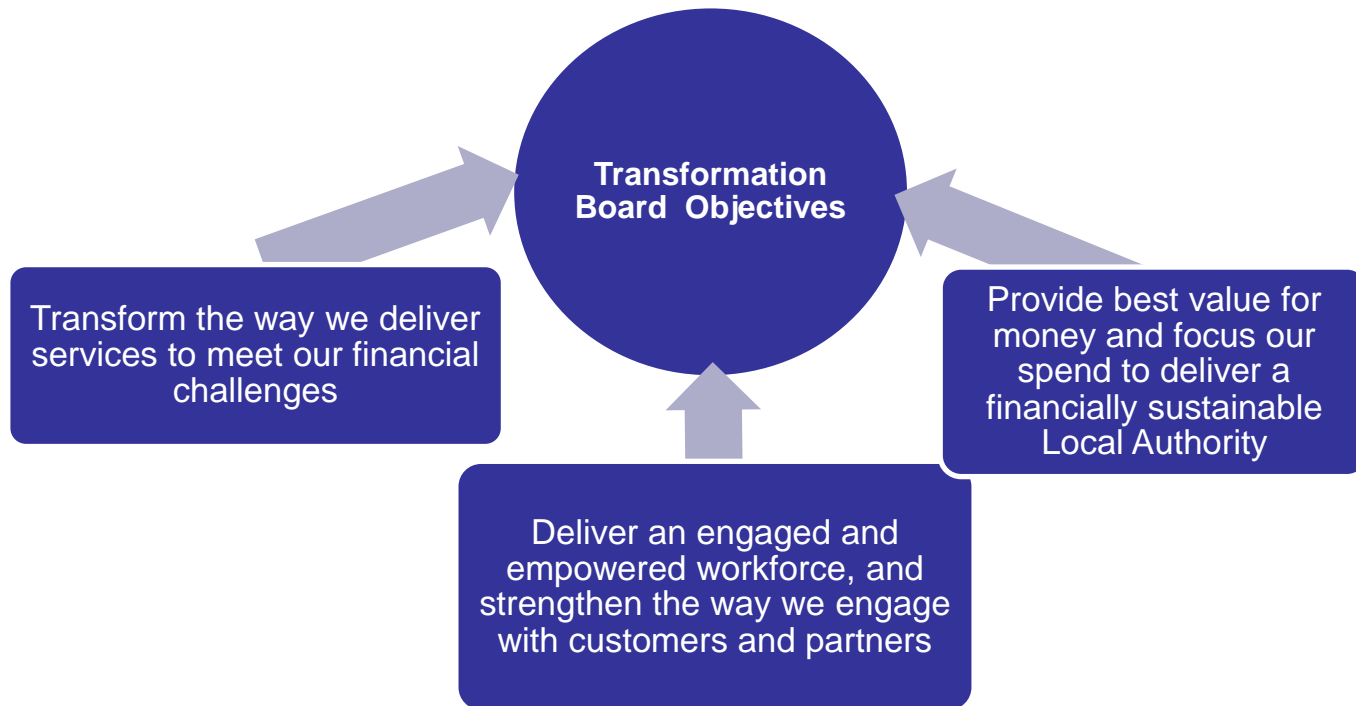 Transformation
Board  Objectives
Transform the way we deliver
services to meet our financial
challenges
Deliver an engaged and
empowered workforce, and
strengthen the way we engage
with customers and partners
Provide best value for
money and focus our
spend to deliver a
financially sustainable
Local Authority